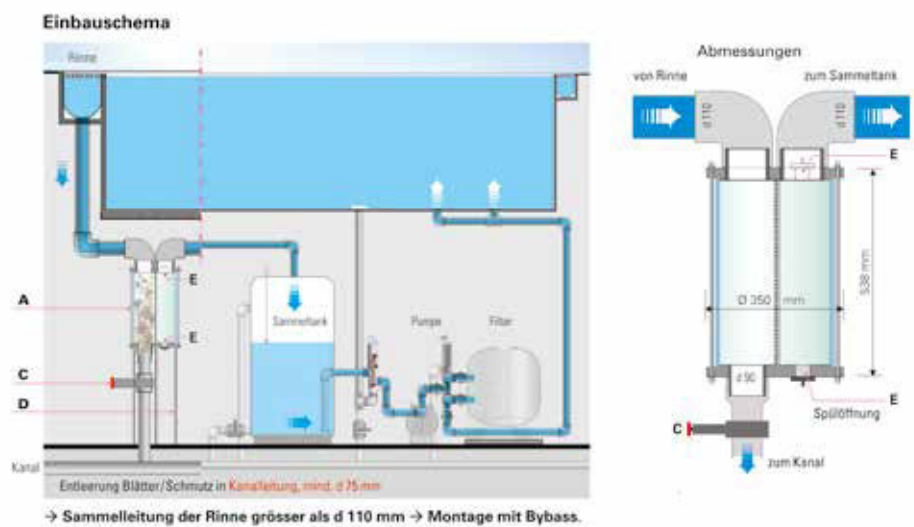 Einbauschema
Rinne
E
A
E
Sammeltank
Pumpe
Filter
C
D
Kanal
Entleerung Blätter/Schmutz in Kanalleitung, mind. d 75 mm
→ Sammelleitung der Rinne grösser als d 110 mm → Montage mit Bybass.
Abmessungen
von Rinne
zum Sammeltank
d 110
d 110
E
538 mm
Ø 350 mm
d 90
E
Spülöffnung
C
zum Kanal